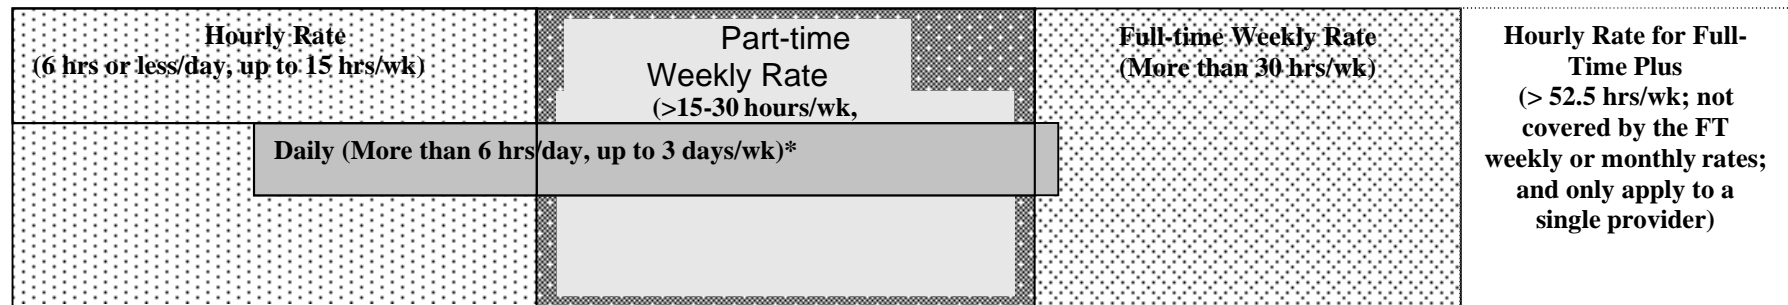 Hourly Rate
(6 hrs or less/day, up to 15 hrs/wk)
Part-time
Weekly Rate
(>15-30 hours/wk,
Full-time Weekly Rate
(More than 30 hrs/wk)
Hourly Rate for Full-
Time Plus
(> 52.5 hrs/wk; not
covered by the FT
weekly or monthly rates;
and only apply to a
single provider)
Daily (More than 6 hrs/day, up to 3 days/wk)*